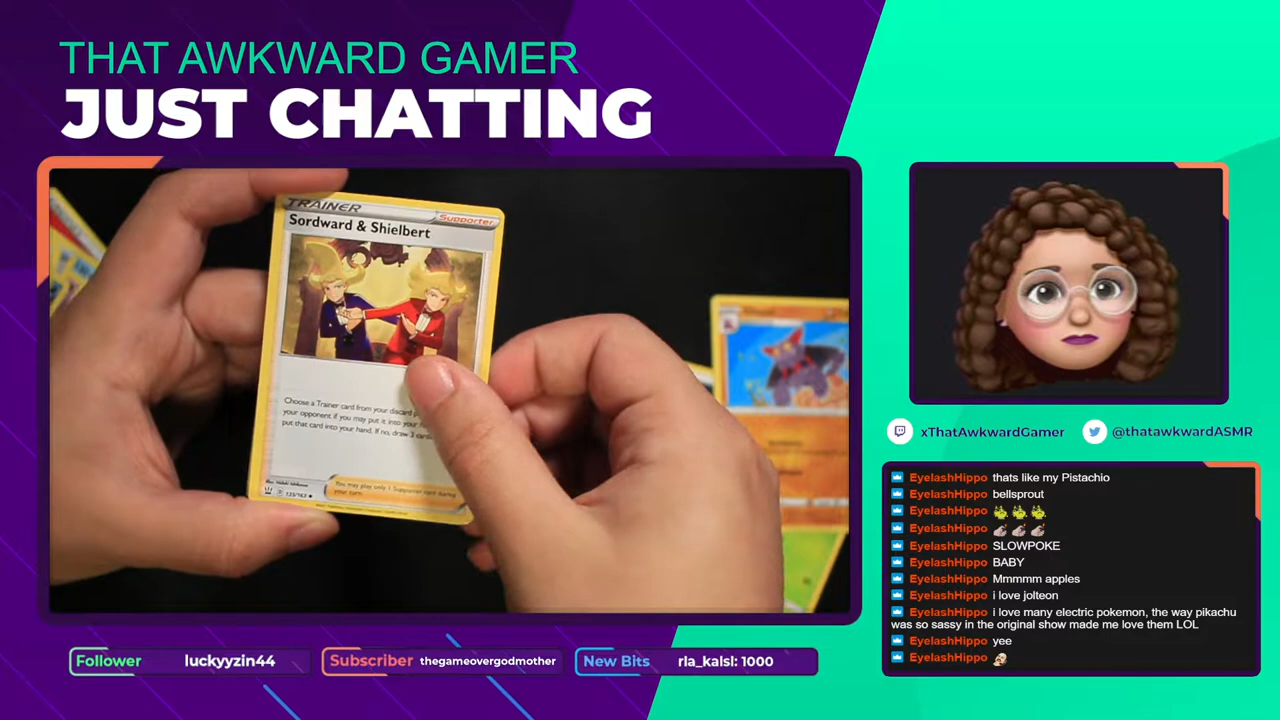 THAT AWKWARD GAMER
JUST CHATTING
TRAINER
Supporter
Sordward & Shielbert
Choose a Trainer card from your discard
your opponent if you may put it into your
put that card into your hand. If no, draw 3
You may play only 1 Supporter card during
your turn.
xThatAwkwardGamer
@thatawkwardASMR
EyelashHippo thats like my Pistachio
EyelashHippo bellsprout
EyelashHippo
EyelashHippo
EyelashHippo SLOWPOKE
EyelashHippo BABY
EyelashHippo Mmmmm apples
EyelashHippo i love jolteon
EyelashHippo i love many electric pokemon, the way pikachu
was so sassy in the original show made me love them LOL
EyelashHippo yee
EyelashHippo
Follower luckyyzin44
Subscriber thegameovergodmother
New Bits rla_kalsl: 1000